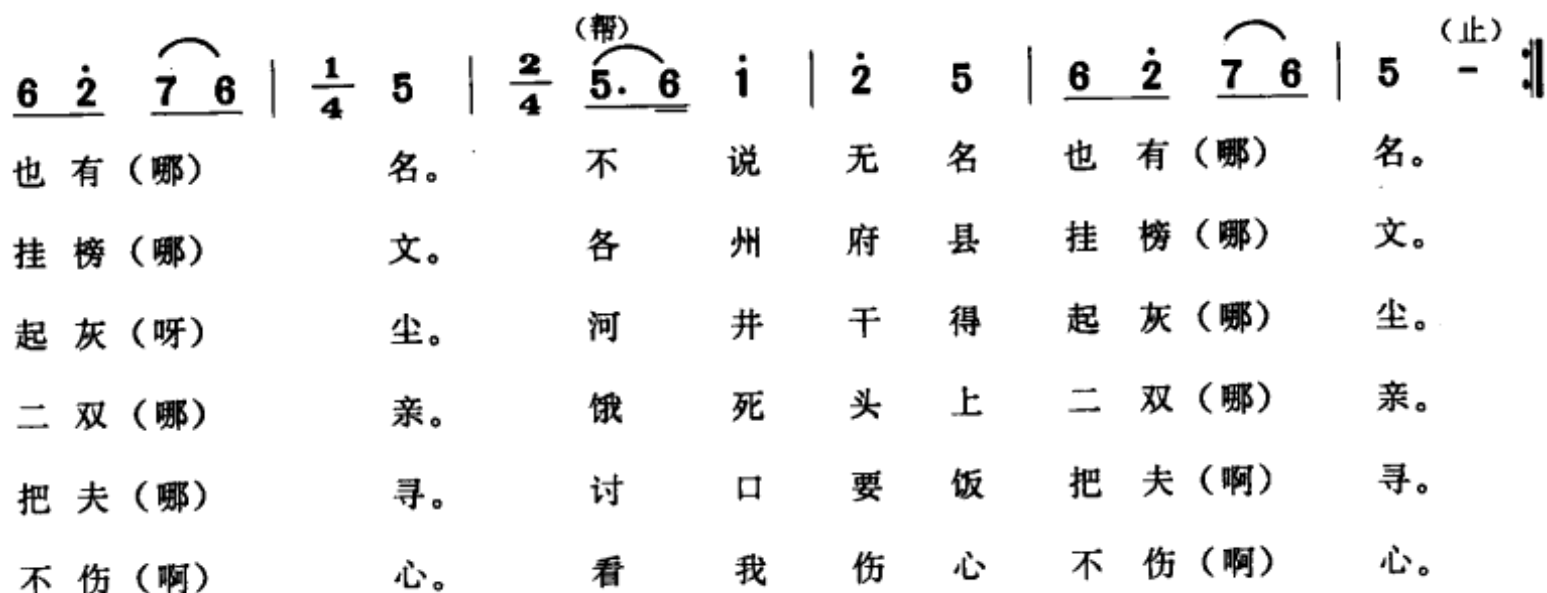 (帮) (止)
6 2̇ 7 6 | 1/4 5 | 2/4 5. 6 1̇ | 2̇ 5 | 6 2̇ 7 6 | 5 - :‖
也 有（哪） 名。 不 说 无 名 也 有（哪） 名。
挂 榜（哪） 文。 各 州 府 县 挂 榜（哪） 文。
起 灰（呀） 尘。 河 井 干 得 起 灰（哪） 尘。
二 双（哪） 亲。 饿 死 头 上 二 双（哪） 亲。
把 夫（哪） 寻。 讨 口 要 饭 把 夫（啊） 寻。
不 伤（啊） 心。 看 我 伤 心 不 伤（啊） 心。